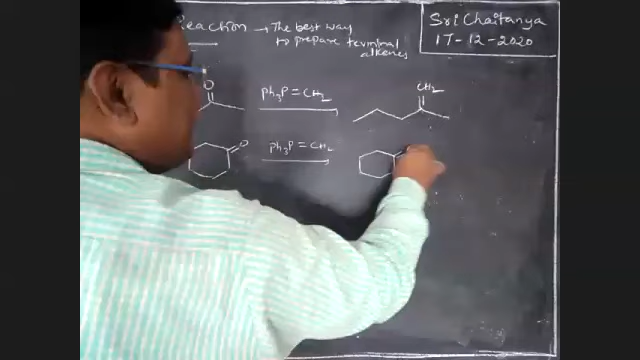 Reaction → The best way
to prepare terminal
alkenes
Sri Chaitanya
17-12-2020
O
Ph3P=CH2
CH2
O
Ph3P=CH2